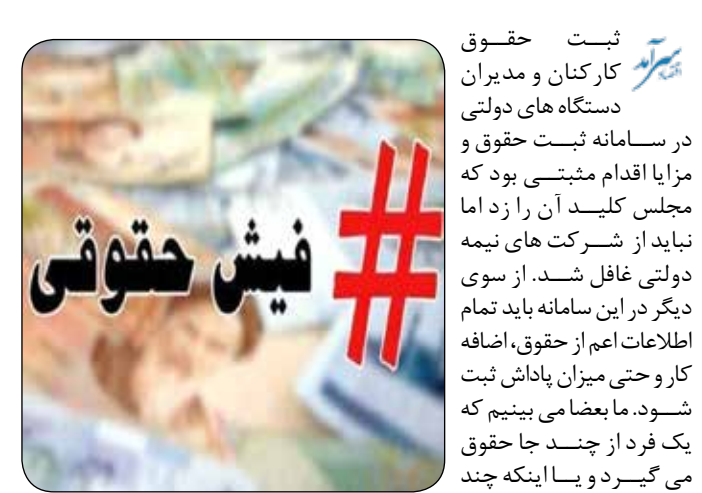 ثبت حقوق
سرآمد
اقتصاد
کارکنان و مدیران
دستگاه های دولتی
در سامانه ثبت حقوق و
مزایا اقدام مثبتی بود که
مجلس کلید آن را زد اما
نباید از شرکت های نیمه
دولتی غافل شد. از سوی
دیگر در این سامانه باید تمام
اطلاعات اعم از حقوق، اضافه
کار و حتی میزان پاداش ثبت
شود. ما بعضا می بینیم که
یک فرد از چند جا حقوق
می گیرد و یا اینکه چند
# فیش حقوقی